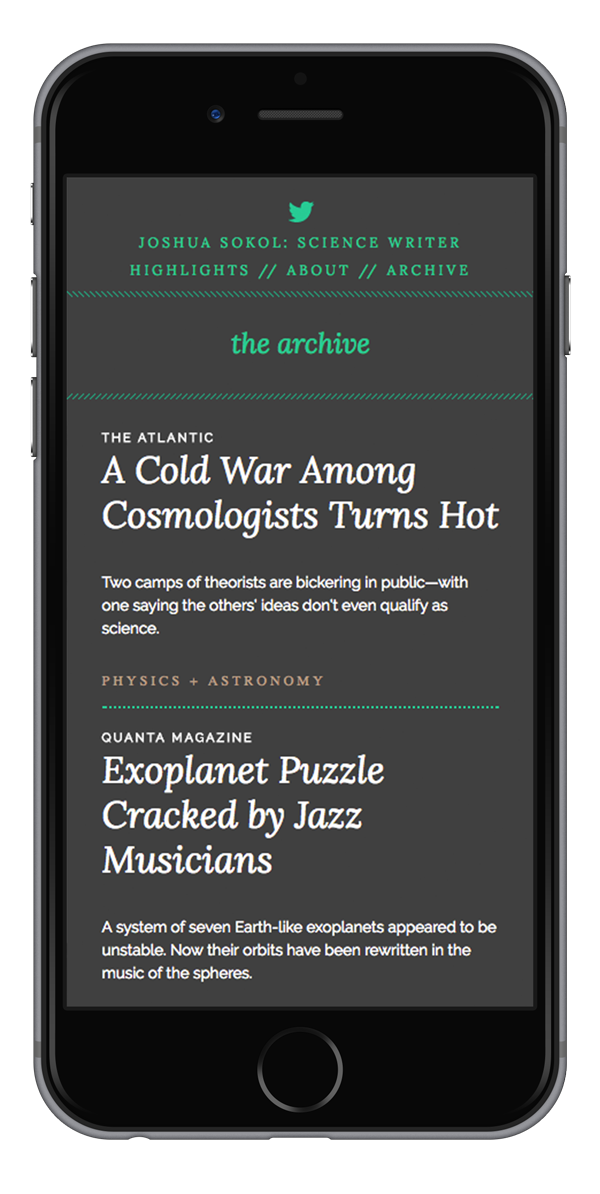 JOSHUA SOKOL: SCIENCE WRITER
HIGHLIGHTS // ABOUT // ARCHIVE
the archive
THE ATLANTIC
A Cold War Among
Cosmologists Turns Hot
Two camps of theorists are bickering in public—with
one saying the others' ideas don't even qualify as
science.
PHYSICS + ASTRONOMY
QUANTA MAGAZINE
Exoplanet Puzzle
Cracked by Jazz
Musicians
A system of seven Earth-like exoplanets appeared to be
unstable. Now their orbits have been rewritten in the
music of the spheres.